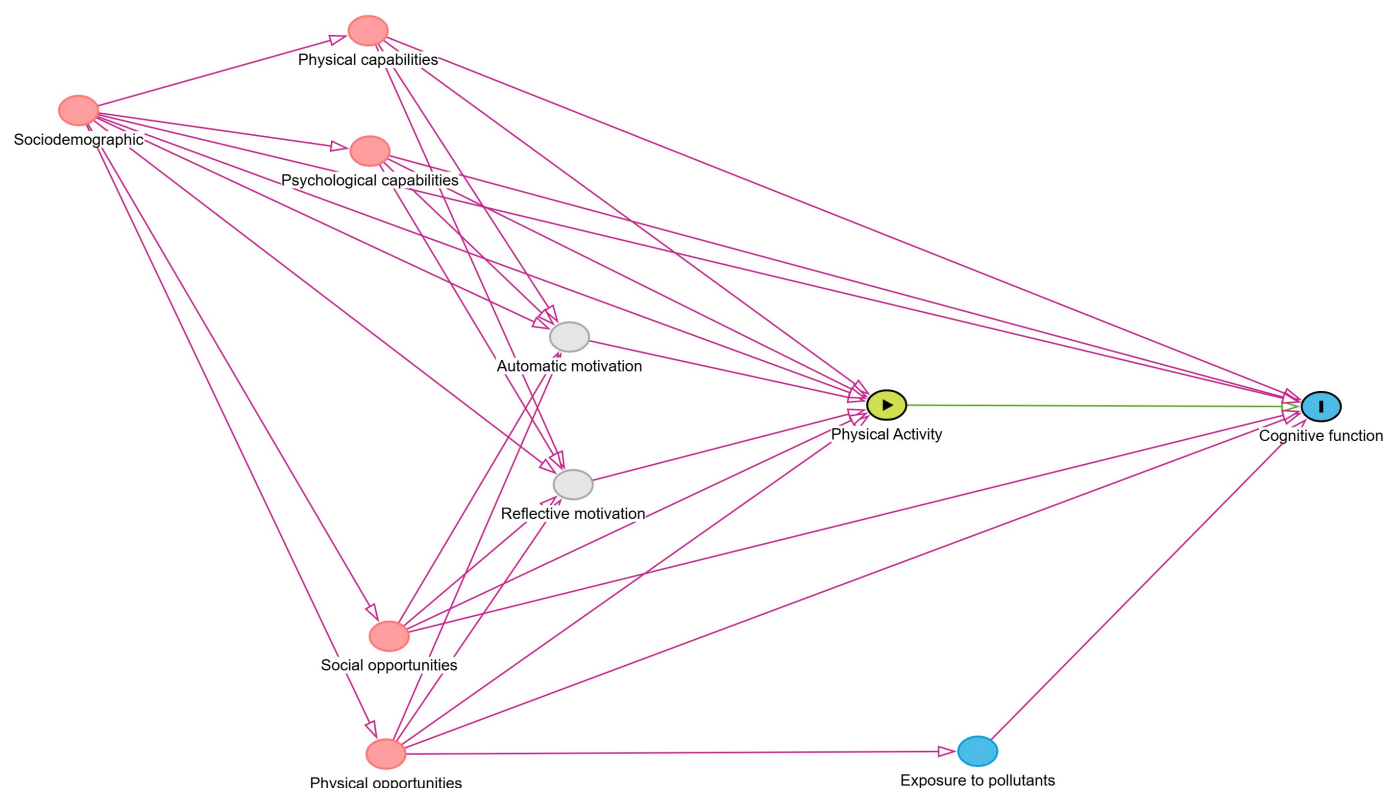 Physical capabilities
Sociodemographic
Psychological capabilities
Automatic motivation
Physical Activity
Cognitive function
Reflective motivation
Social opportunities
Physical opportunities
Exposure to pollutants